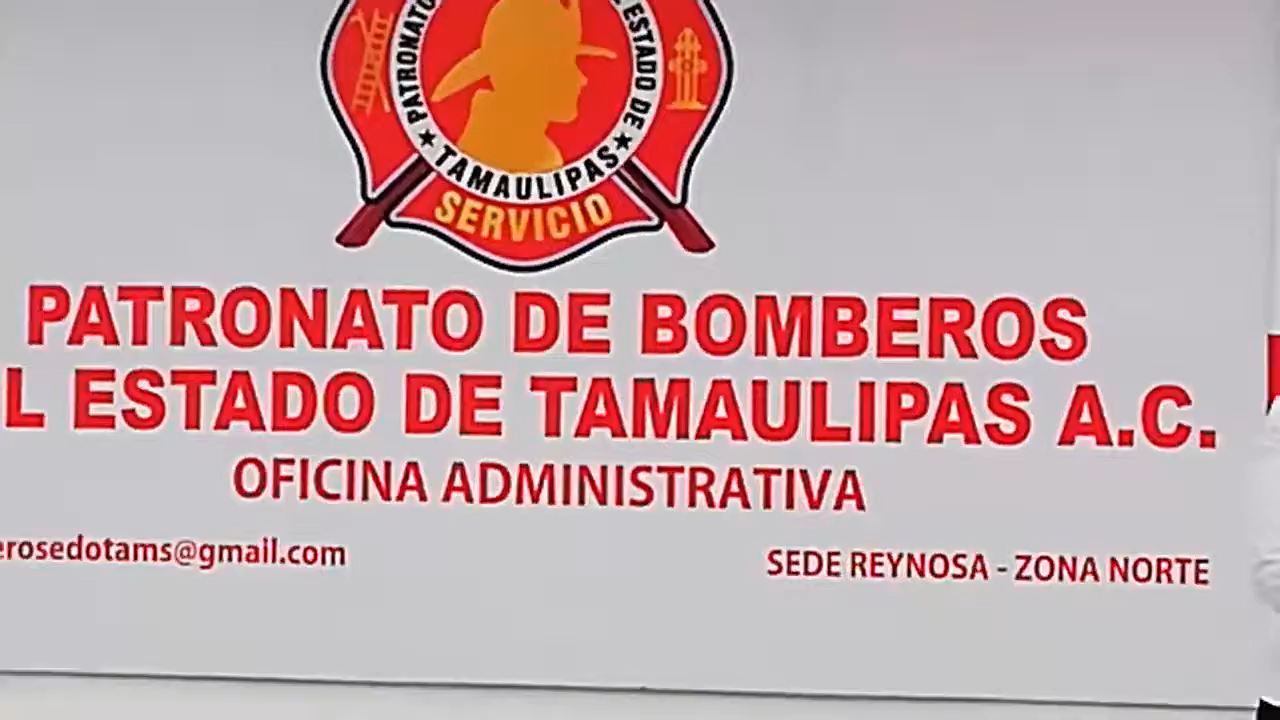 PATRONATO
ESTADO DE
★ TAMAULIPAS ★
SERVICIO
PATRONATO DE BOMBEROS
L ESTADO DE TAMAULIPAS A.C.
OFICINA ADMINISTRATIVA
erosedotams@gmail.com
SEDE REYNOSA - ZONA NORTE